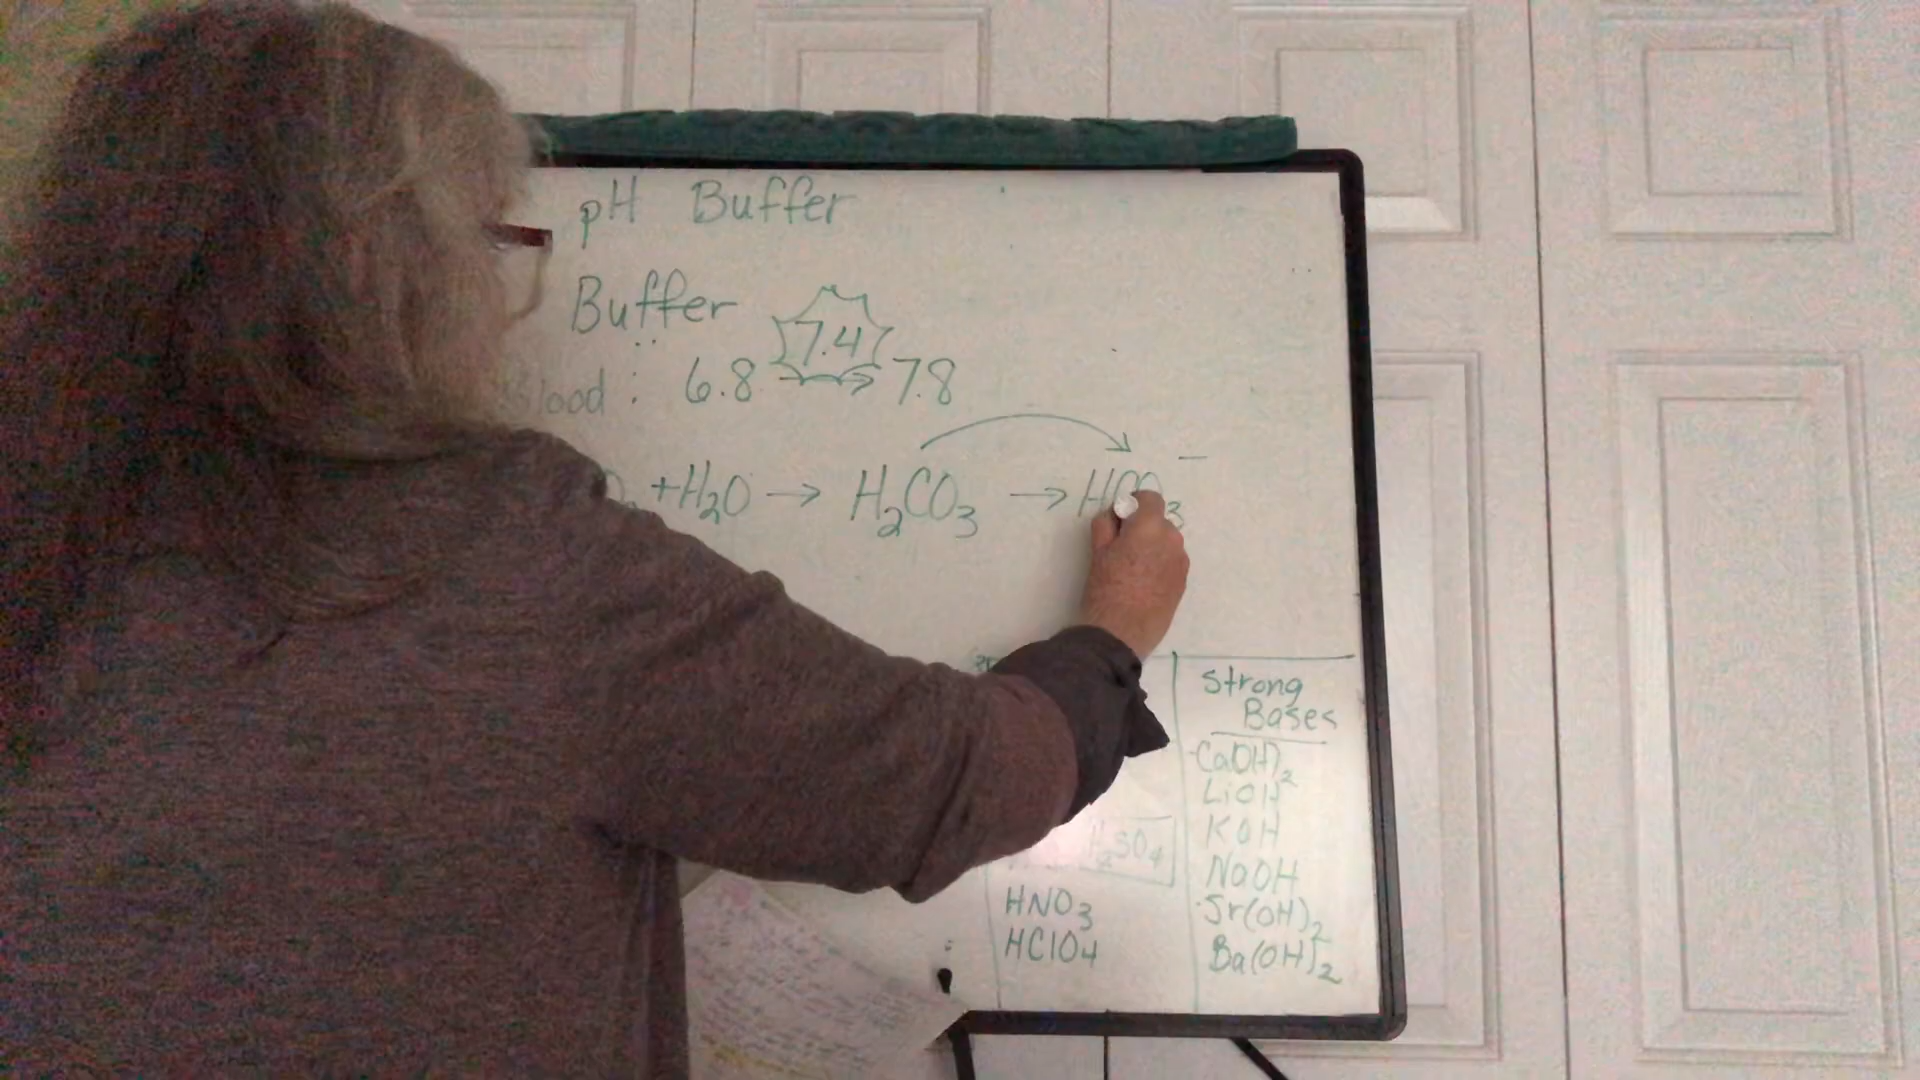 pH Buffer
Buffer
7.4
Blood : 6.8 → 7.8
+H₂O → H₂CO₃ → HCO₃⁻
Strong
Bases
Ca(OH)₂
LiOH
KOH
H₂SO₄
NaOH
HNO₃
Sr(OH)₂
HClO₄
Ba(OH)₂